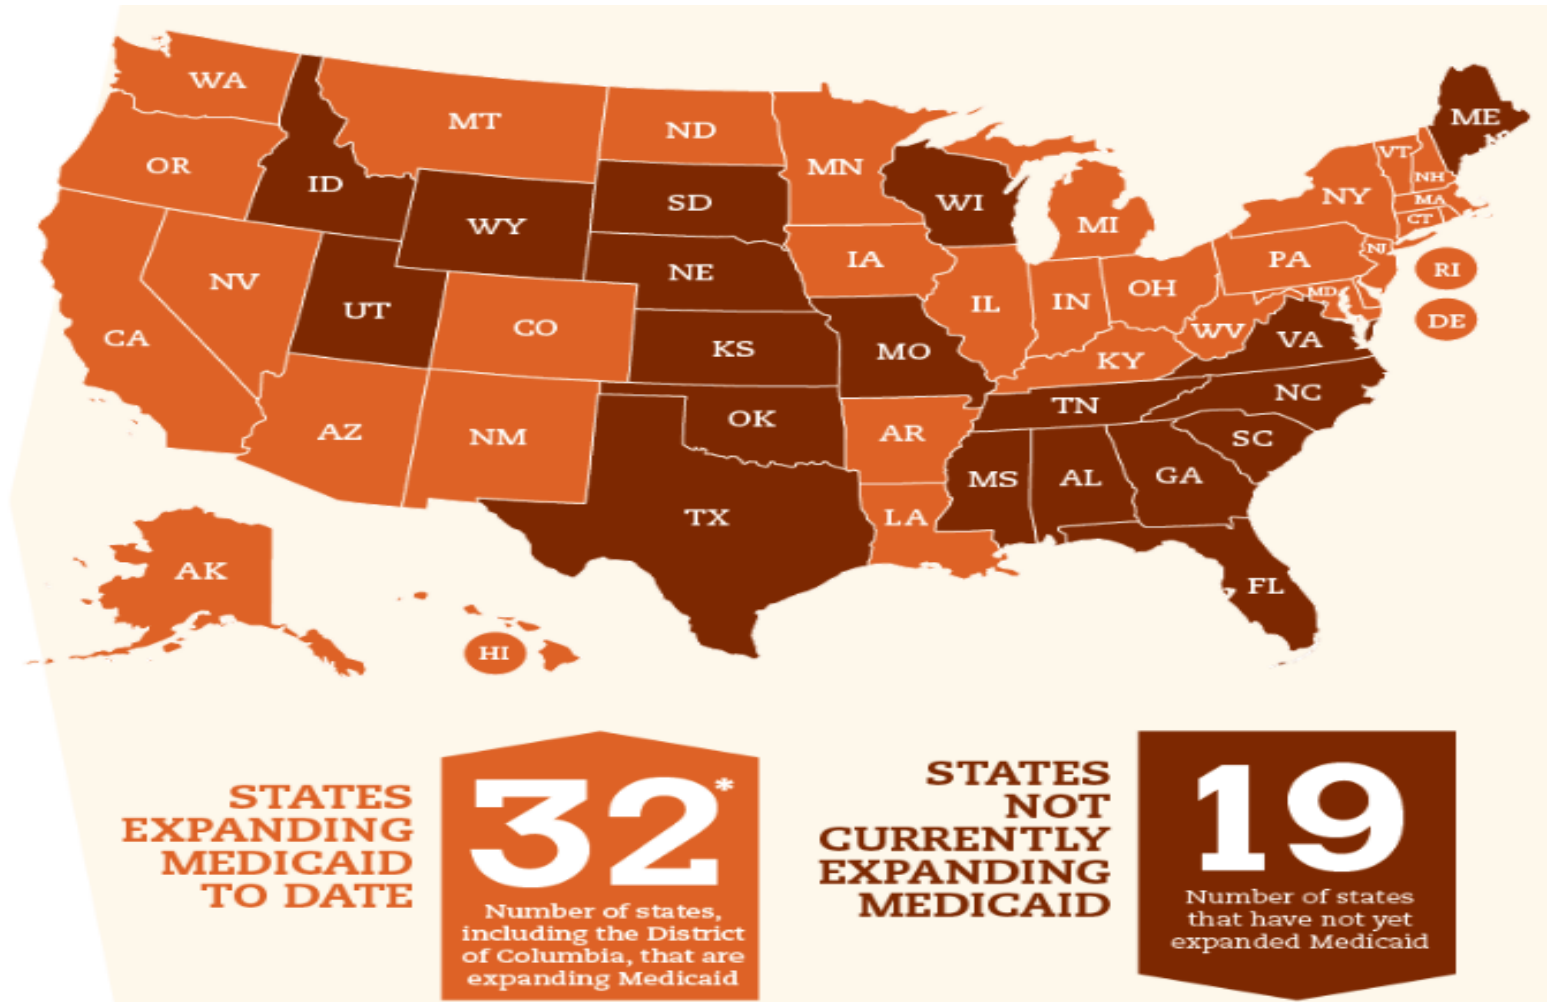 WA
MT
ND
MN
ME
VT
NH
OR
ID
WY
SD
WI
MI
NY
MA
CT
NV
UT
CO
NE
IA
IL
IN
OH
PA
NJ
RI
MD
DE
CA
KS
MO
KY
WV
VA
AZ
NM
OK
AR
TN
NC
SC
TX
LA
MS
AL
GA
FL
AK
HI
STATES
EXPANDING
MEDICAID
TO DATE
32*
Number of states,
including the District
of Columbia, that are
expanding Medicaid
STATES
NOT
CURRENTLY
EXPANDING
MEDICAID
19
Number of states
that have not yet
expanded Medicaid